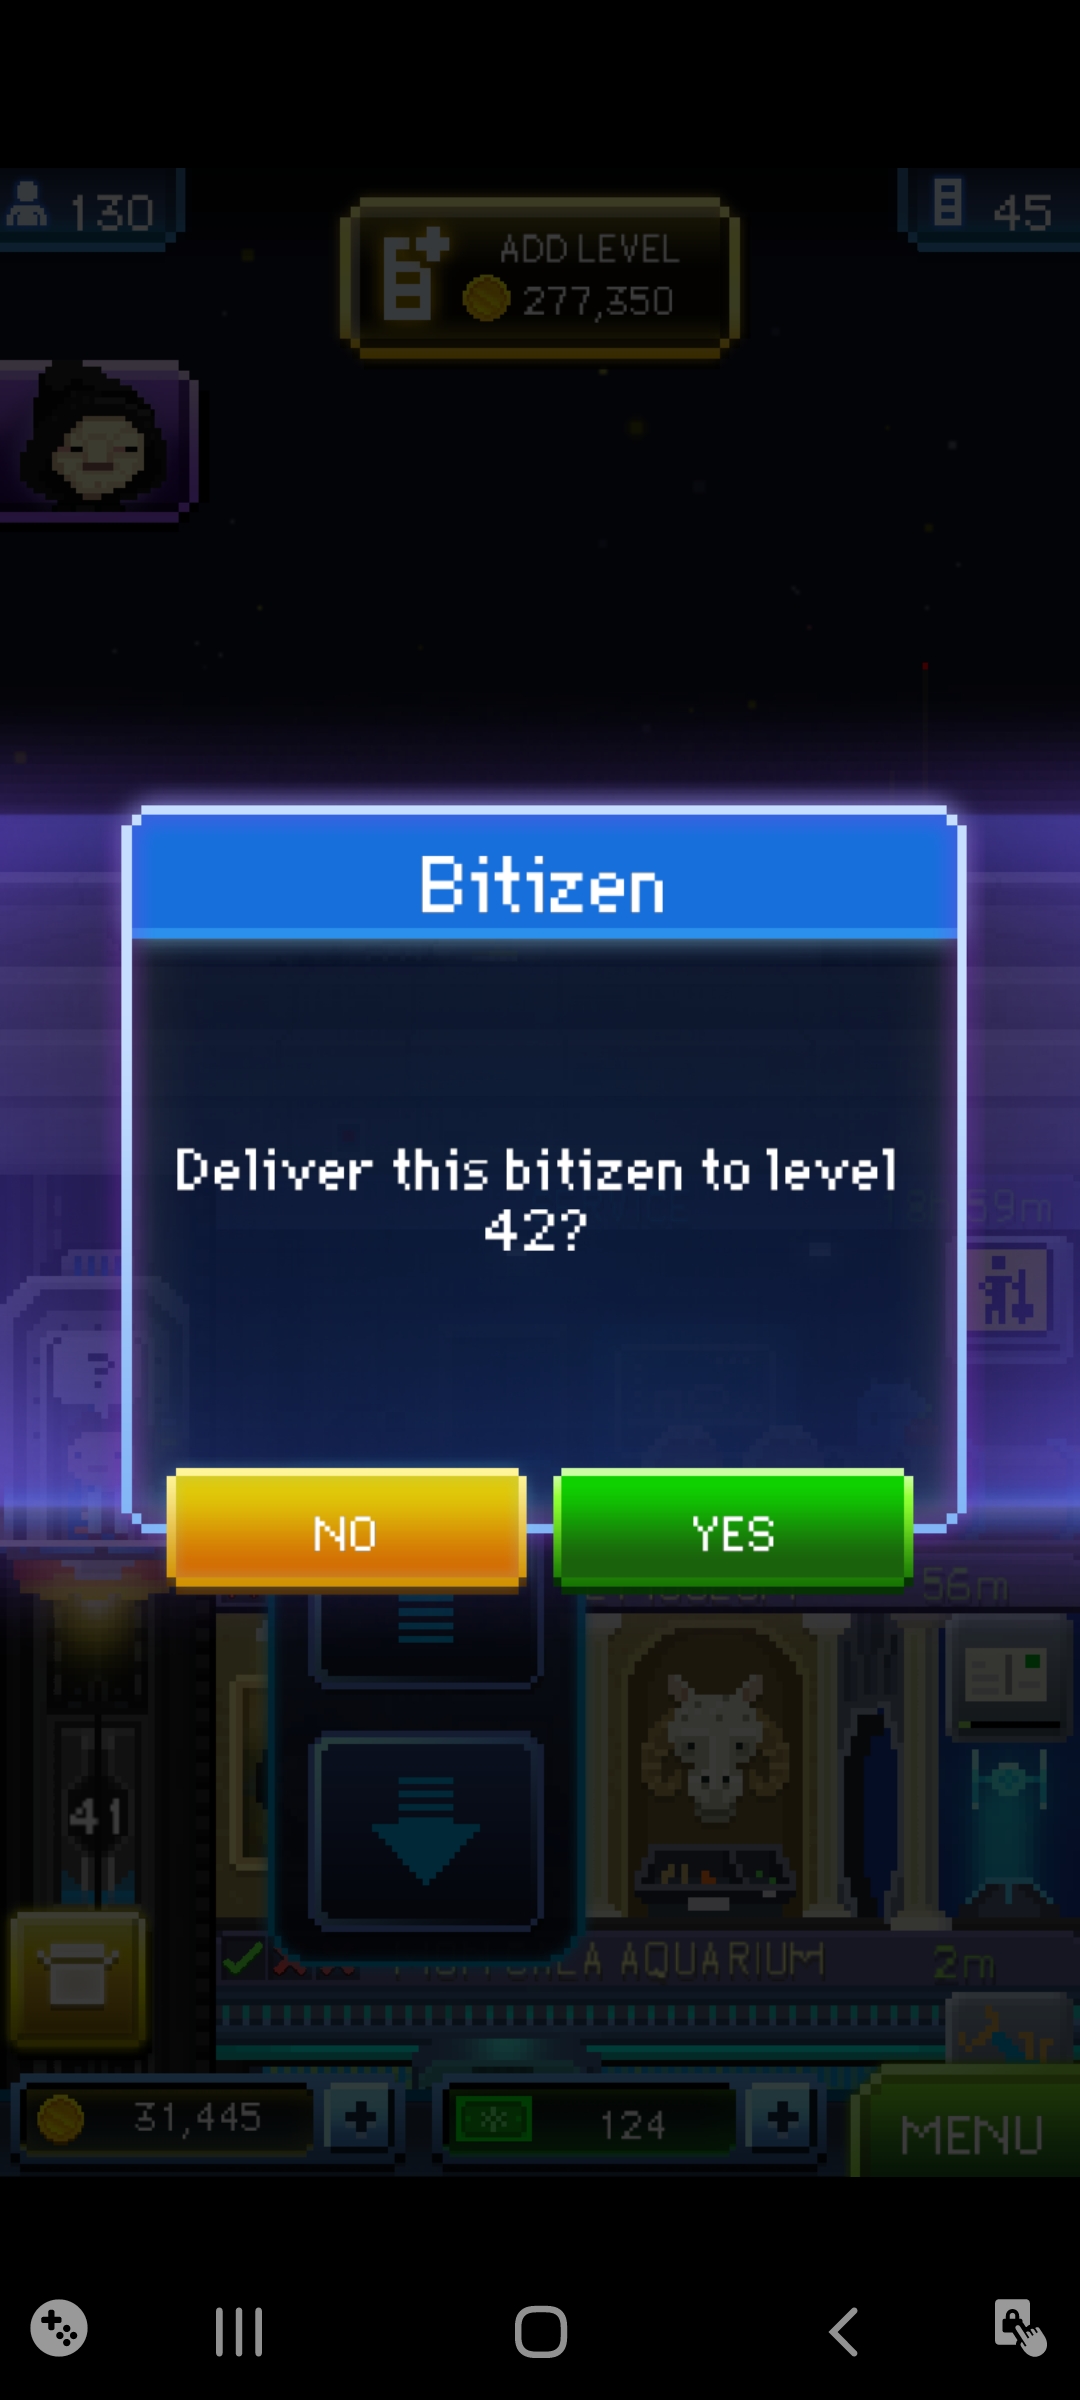 130
ADD LEVEL
277,350
45
Bitizen
Deliver this bitizen to level
42?
59m
?
NO
YES
56m
41
AQUARIUM
2m
31,445
124
MENU